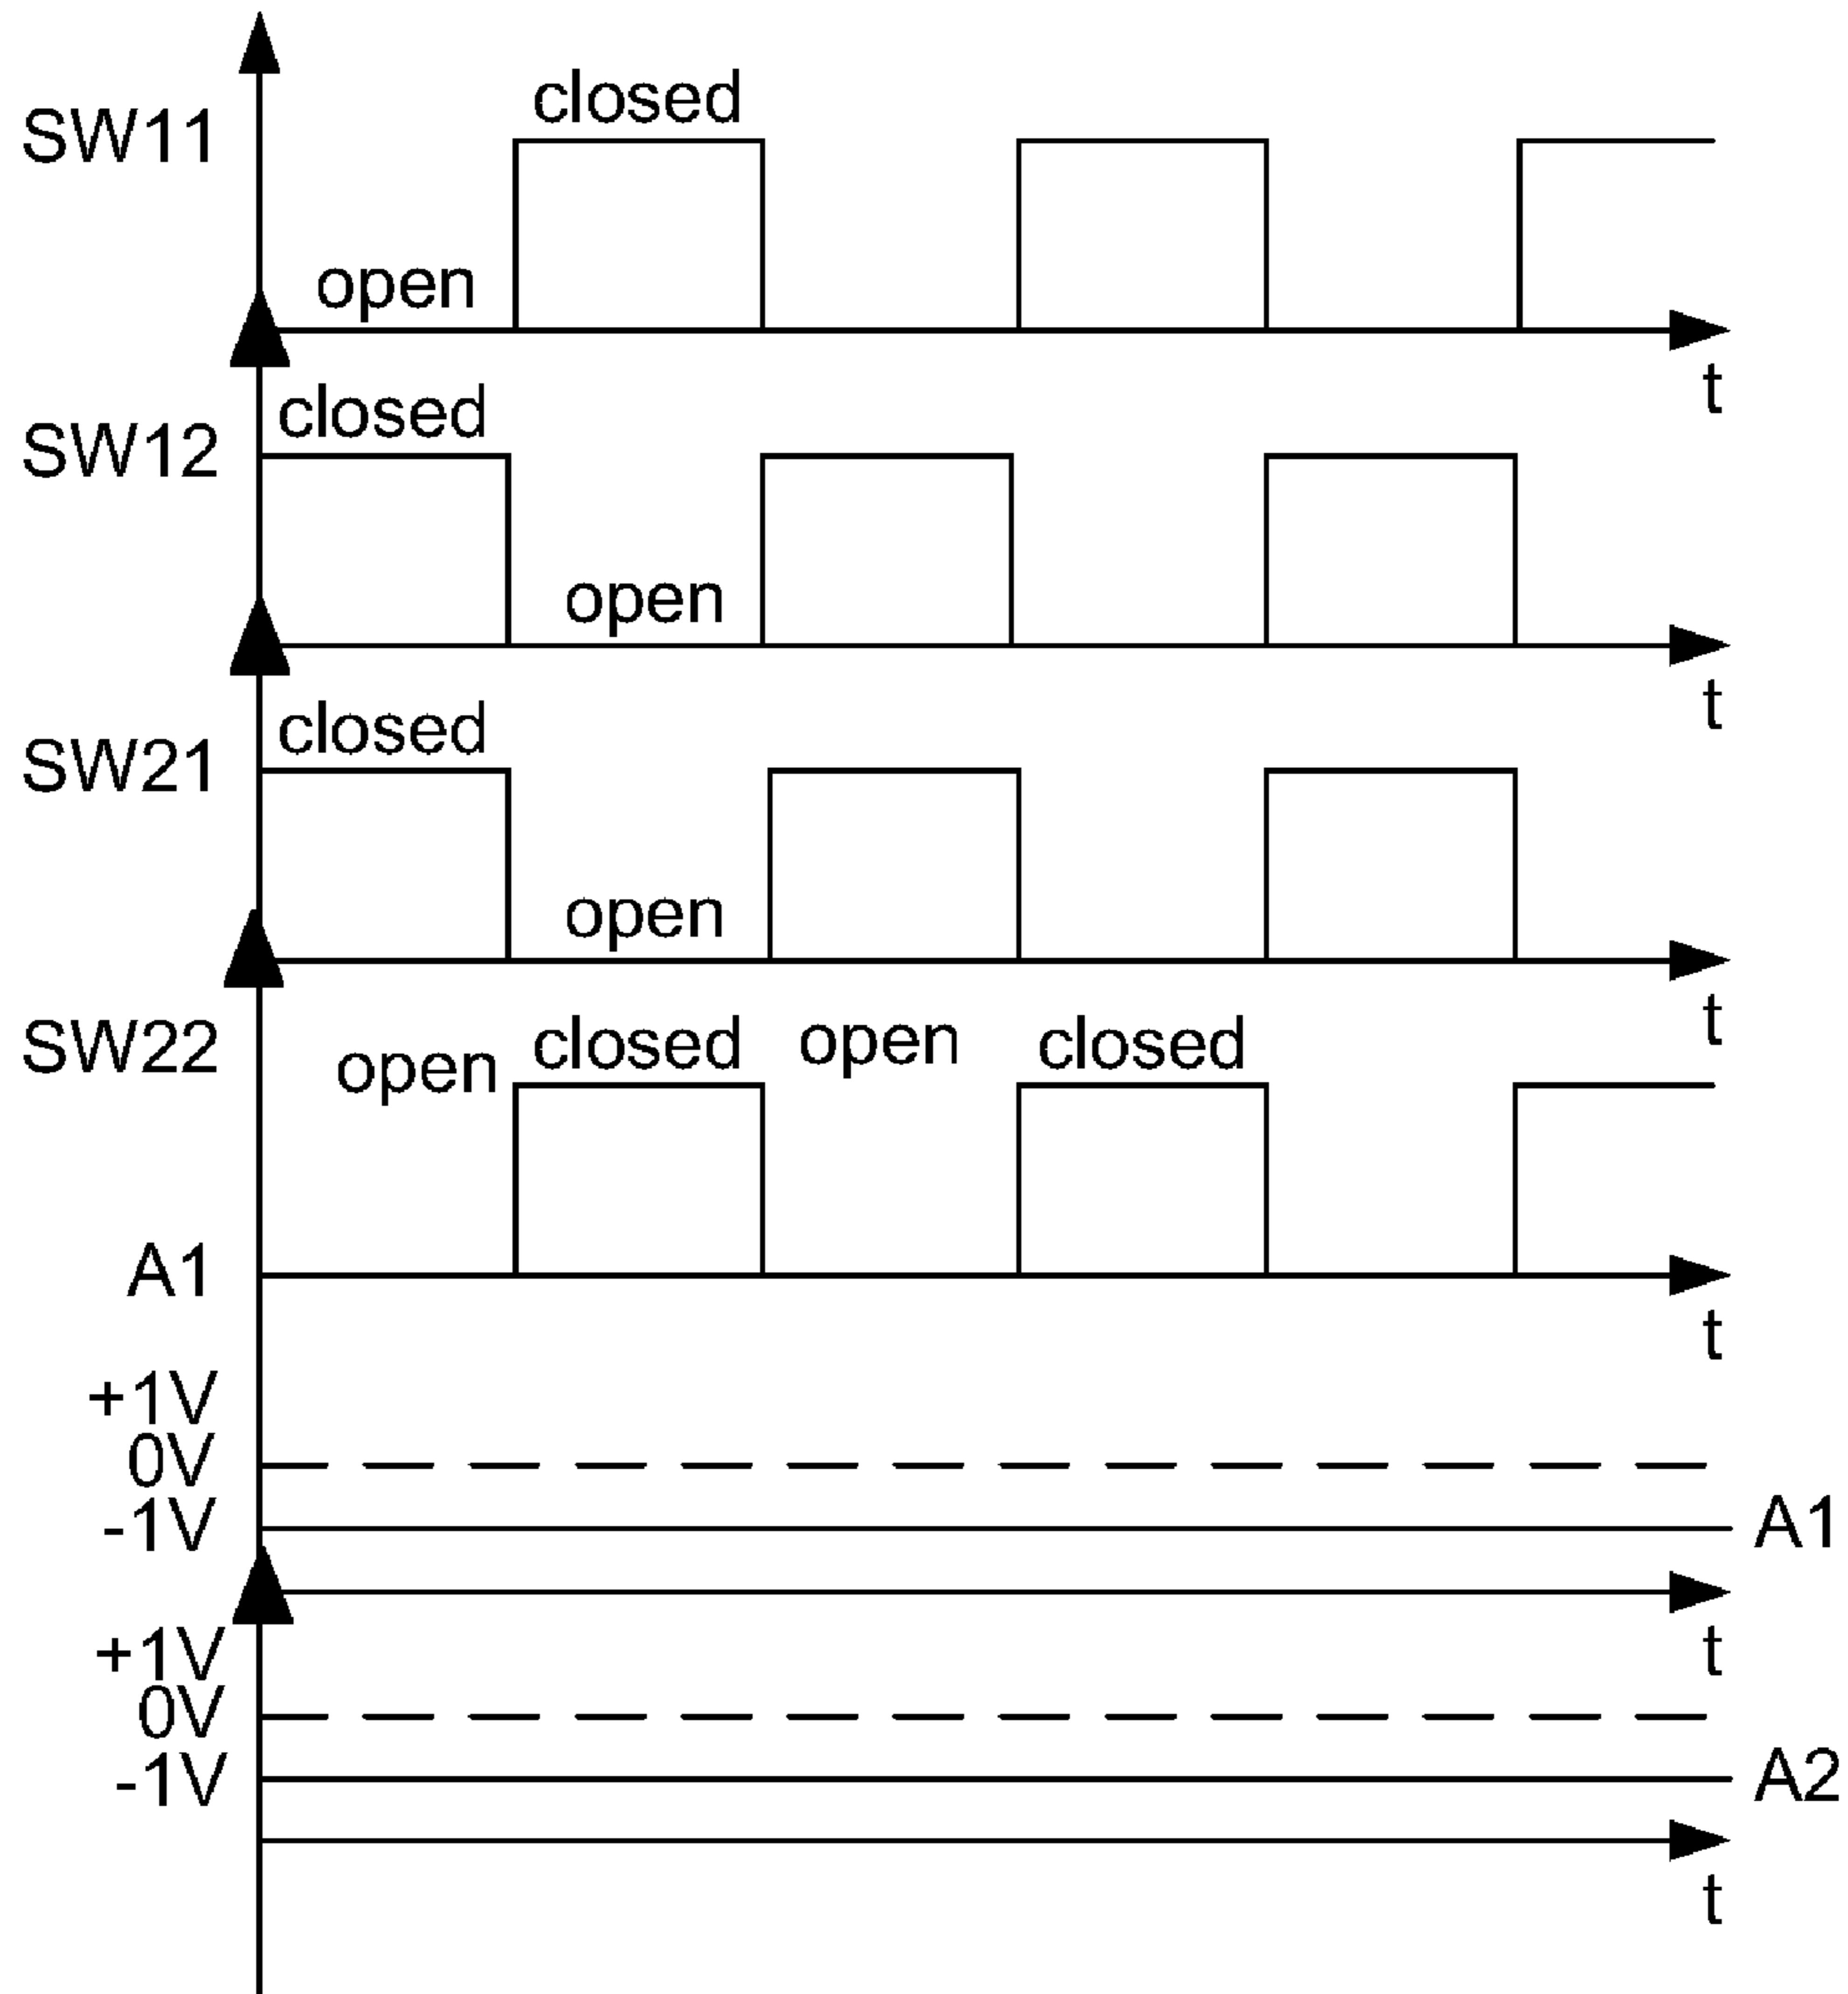 closed
SW11
open
t
closed
SW12
open
t
closed
SW21
open
t
SW22
open
closed
open
closed
A1
t
+1V
0V
-1V
A1
t
+1V
0V
-1V
A2
t